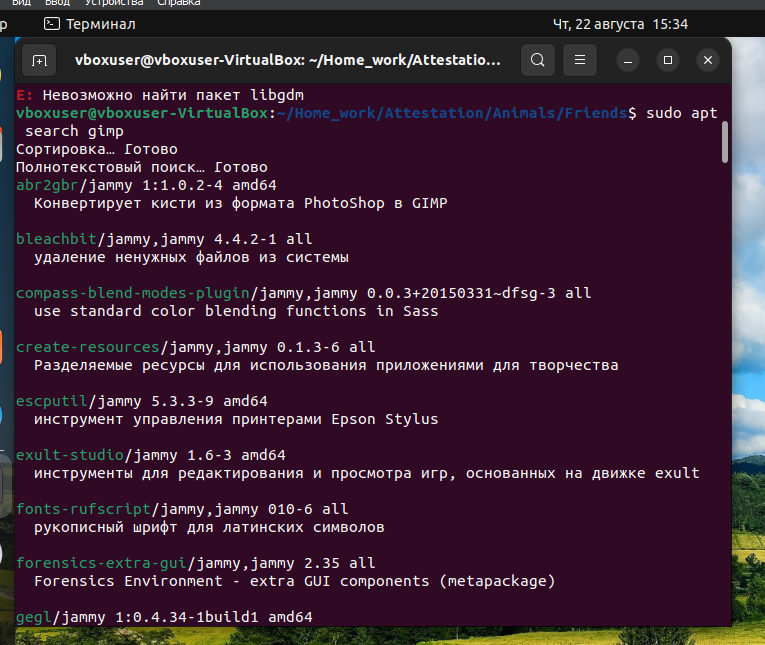 Вид Ввод Устройства Справка
Терминал Чт, 22 августа 15:34
vboxuser@vboxuser-VirtualBox: ~/Home_work/Attestatio...
E: Невозможно найти пакет libgdm
vboxuser@vboxuser-VirtualBox:~/Home_work/Attestation/Animals/Friends$ sudo apt
search gimp
Сортировка… Готово
Полнотекстовый поиск… Готово
abr2gbr/jammy 1:1.0.2-4 amd64
Конвертирует кисти из формата PhotoShop в GIMP
bleachbit/jammy,jammy 4.4.2-1 all
удаление ненужных файлов из системы
compass-blend-modes-plugin/jammy,jammy 0.0.3+20150331~dfsg-3 all
use standard color blending functions in Sass
create-resources/jammy,jammy 0.1.3-6 all
Разделяемые ресурсы для использования приложениями для творчества
escputil/jammy 5.3.3-9 amd64
инструмент управления принтерами Epson Stylus
exult-studio/jammy 1.6-3 amd64
инструменты для редактирования и просмотра игр, основанных на движке exult
fonts-rufscript/jammy,jammy 010-6 all
рукописный шрифт для латинских символов
forensics-extra-gui/jammy,jammy 2.35 all
Forensics Environment - extra GUI components (metapackage)
gegl/jammy 1:0.4.34-1build1 amd64